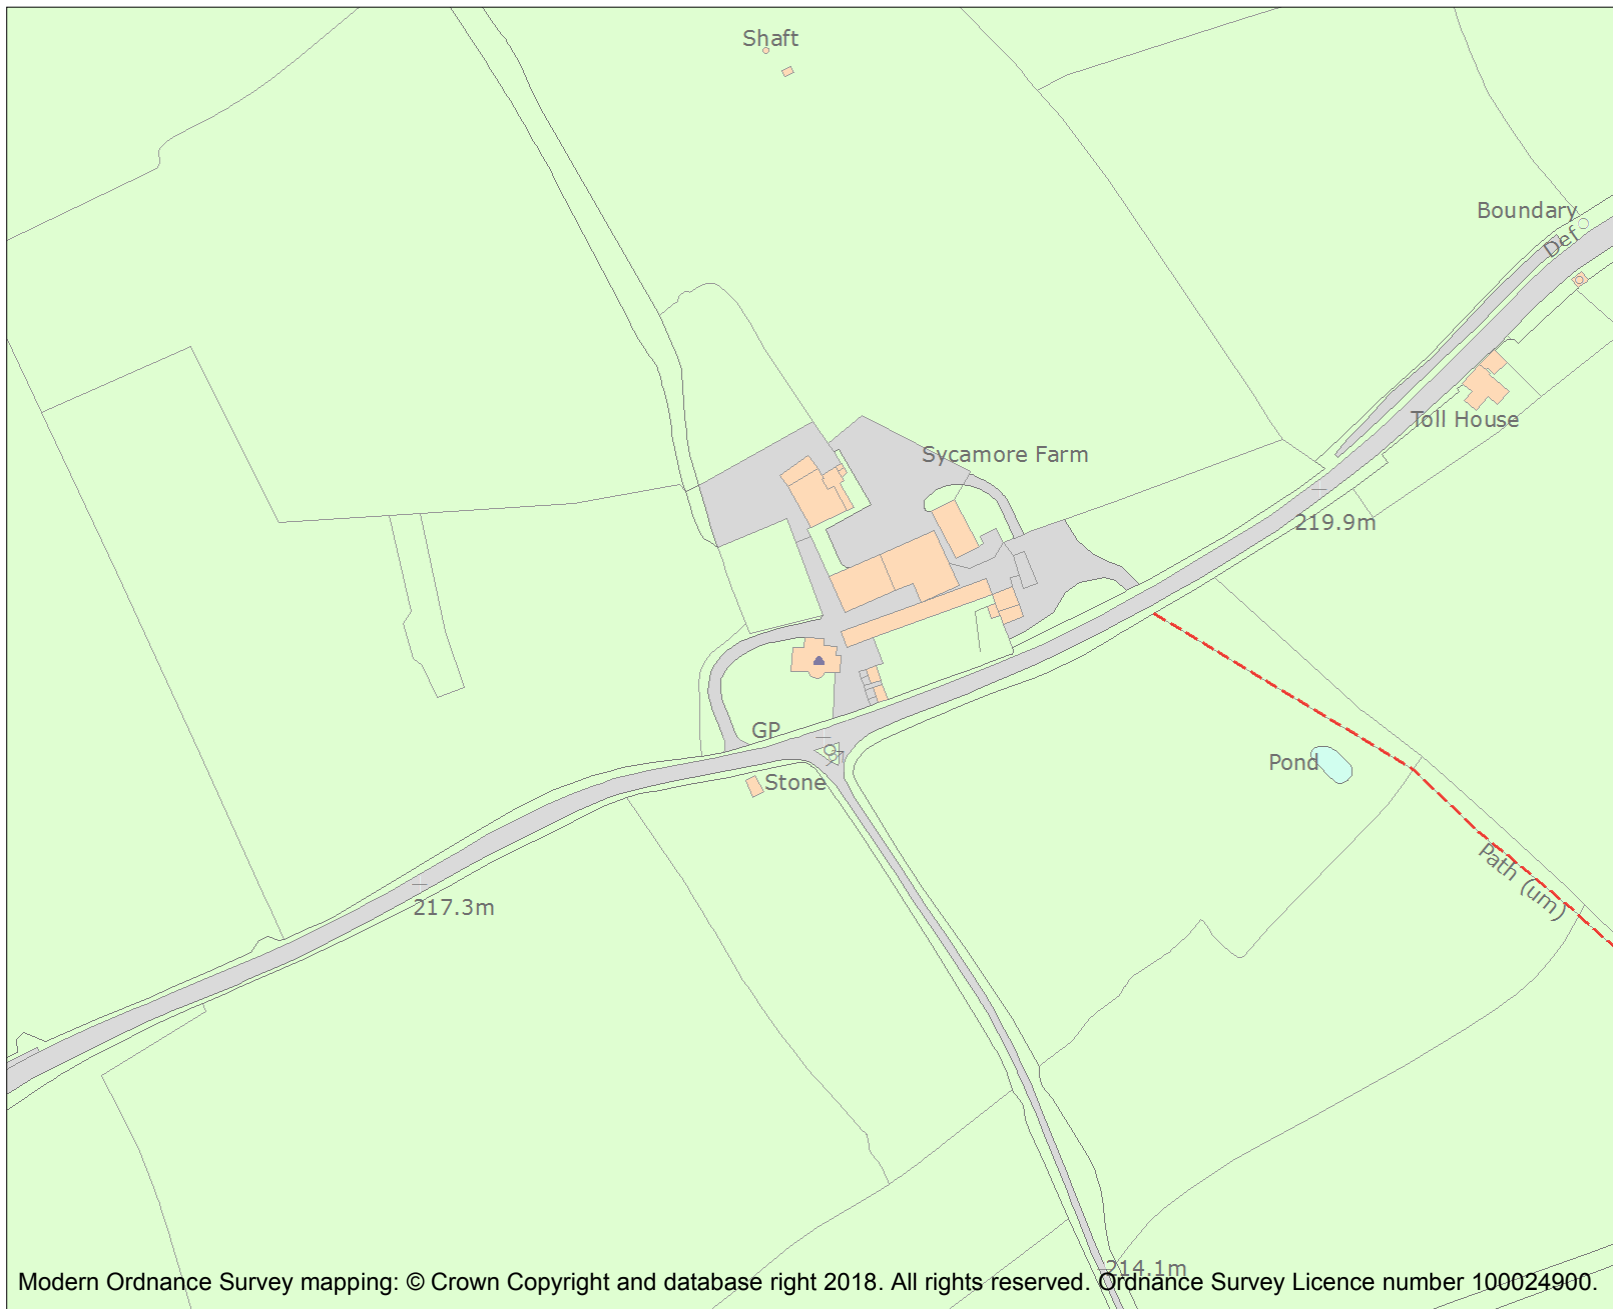 Shaft
Boundary
Def
Toll House
Sycamore Farm
219.9m
GP
Stone
Pond
Path (um)
217.3m
214.1m
Modern Ordnance Survey mapping: © Crown Copyright and database right 2018. All rights reserved. Ordnance Survey Licence number 100024900.